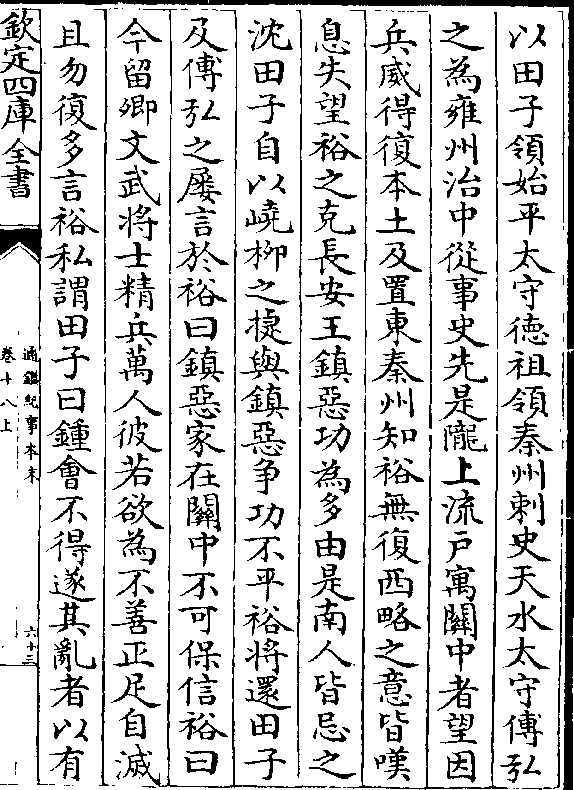 以田子領始平太守德祖領秦州刺史天水太守傅弘
之為雍州治中從事史先是隴上流戸寓關中者望因
兵威得復本土及置東秦州知裕無復西略之意皆嘆
息失望裕之克長安王鎮惡功為多由是南人皆忌之
沈田子自以嶢柳之捷與鎮惡争功不平裕將還田子
及傅弘之屢言於裕曰鎮惡家在關中不可保信裕曰
今留卿文武将士精兵萬人彼若欲為不善正足自滅
且勿復多言裕私謂田子曰鍾會不得遂其亂者以有
欽定四庫全書
通鑑紀事本末
卷十八上
六十三